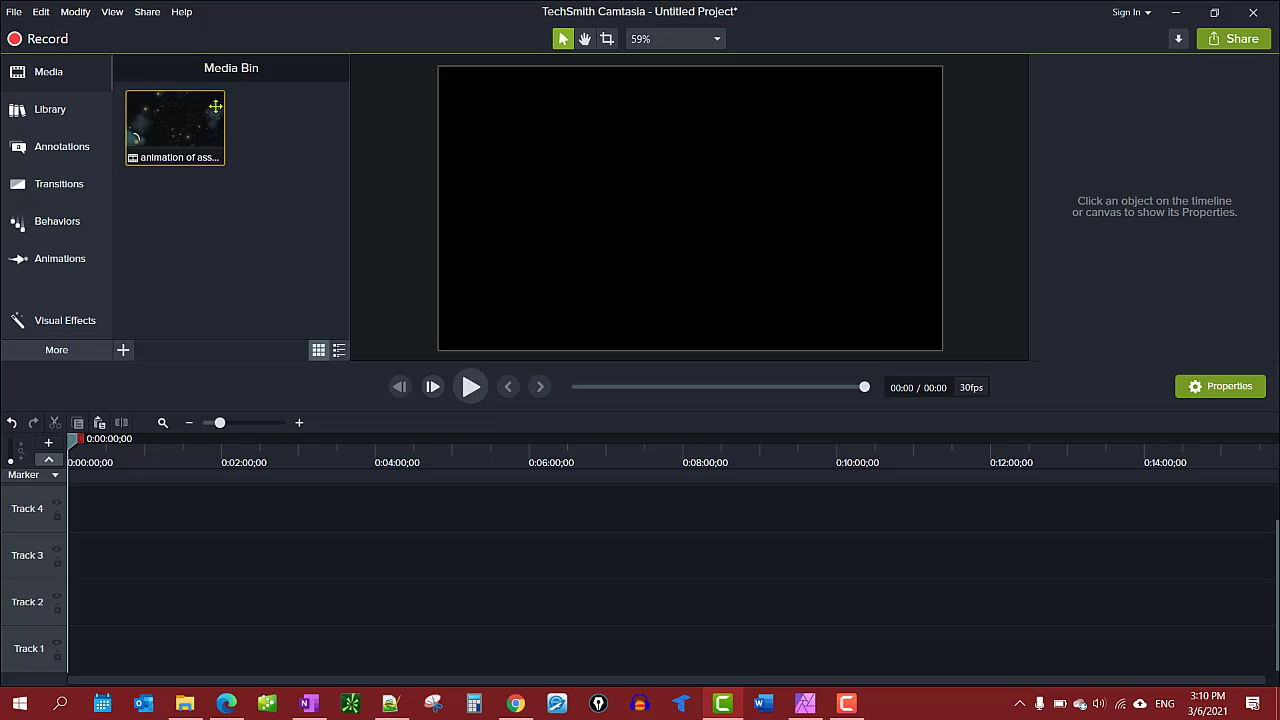 TechSmith Camtasia - Untitled Project*
File Edit Modify View Share Help
Sign In
Record
59%
Share
Media
Media Bin
Library
Annotations
Transitions
Behaviors
Animations
Visual Effects
More
animation of ass...
Click an object on the timeline
or canvas to show its Properties.
00:00 / 00:00 30fps
Properties
0:00:00;00
0:00:00;00 0:02:00;00 0:04:00;00 0:06:00;00 0:08:00;00 0:10:00;00 0:12:00;00 0:14:00;00
Marker
Track 4
Track 3
Track 2
Track 1
ENG
3:10 PM
3/6/2021